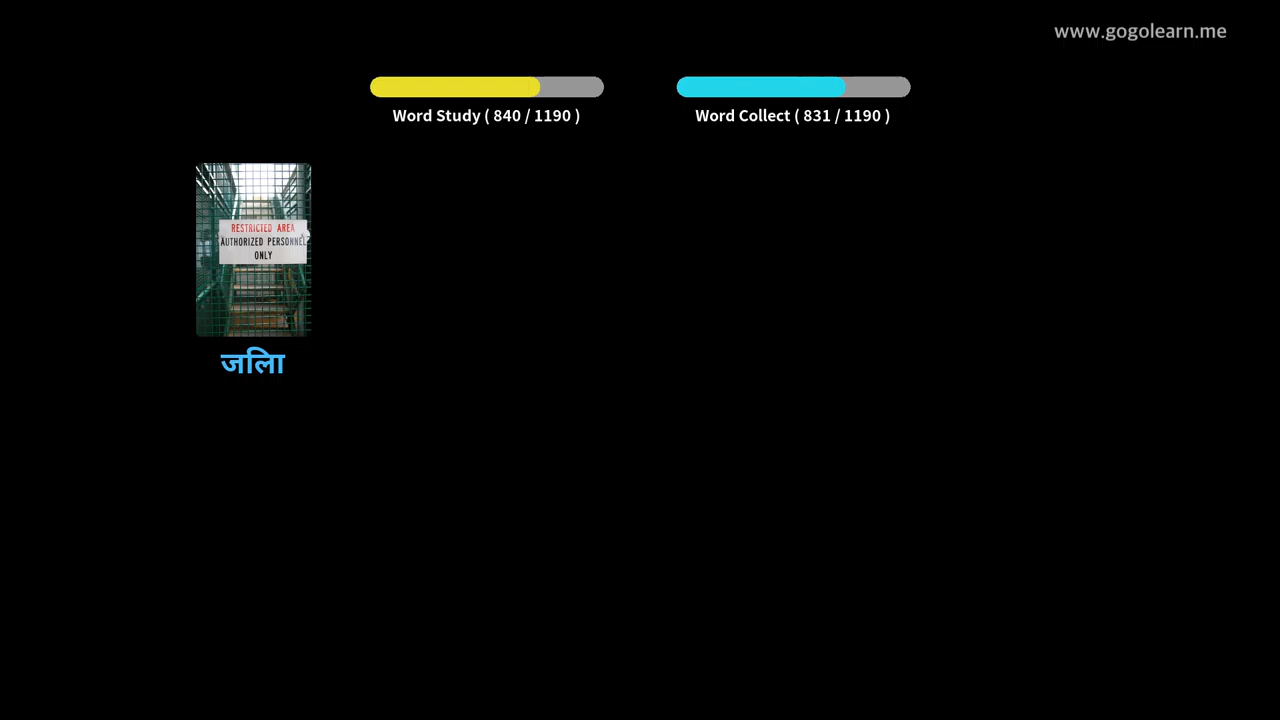 www.gogolearn.me
Word Study ( 840 / 1190 )
Word Collect ( 831 / 1190 )
RESTRICTED AREA
AUTHORIZED PERSONNEL
ONLY
जलिा